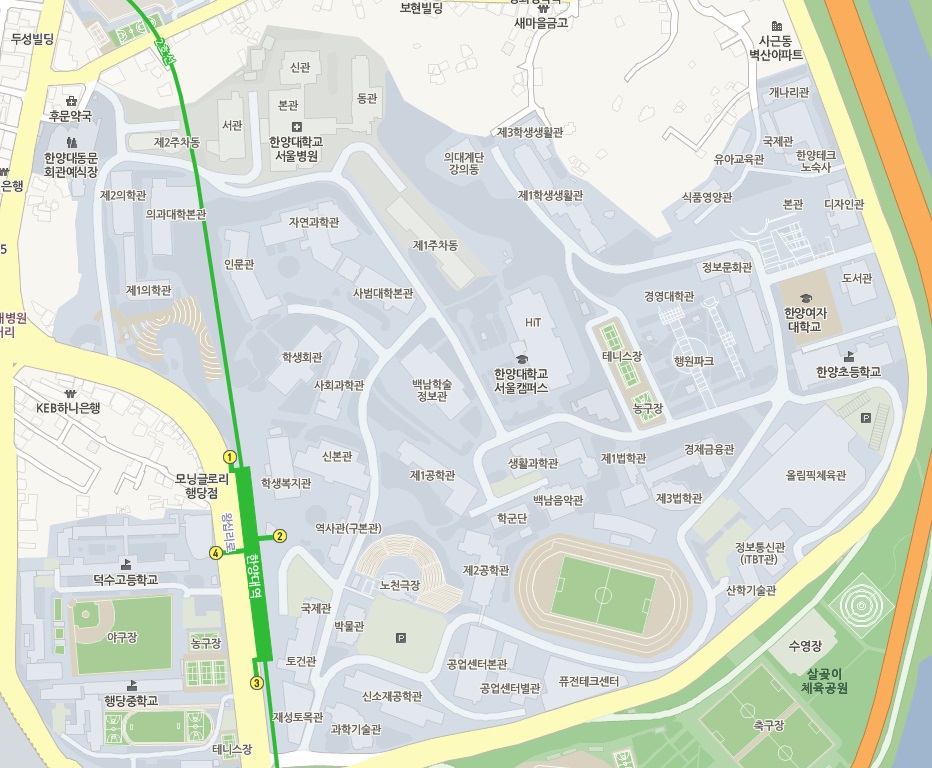 보현빌딩
새마을금고
두성빌딩
2호선
사근동
벽산아파트
신관
개나리관
후문약국
본관
동관
서관
제3학생생활관
제2주차동
한양대학교
서울병원
국제관
한양대동문
회관예식장
의대계단
강의동
유아교육관
한양테크
노숙사
은행
제2의학관
제1학생생활관
식품영양관
본관
디자인관
의과대학본관
자연과학관
제1주차동
5
인문관
정보문화관
도서관
제1의학관
사범대학본관
경영대학관
한양여자
대학교
HiT
병원
거리
학생회관
테니스장
행원파크
한양대학교
서울캠퍼스
한양초등학교
사회과학관
백남학술
정보관
KEB하나은행
농구장
P
1
신본관
제1공학관
생활과학관
제1법학관
경제금융관
올림픽체육관
모닝글로리
행당점
학생복지관
백남음악관
제3법학관
왕십리로
학군단
역사관(구본관)
2
4
한양대역
정보통신관
(iTBT관)
덕수고등학교
노천극장
제2공학관
산학기술관
국제관
야구장
농구장
박물관
P
수영장
토건관
공업센터본관
3
살곶이
체육공원
공업센터별관
퓨전테크센터
행당중학교
신소재공학관
재성토목관
과학기술관
축구장
테니스장